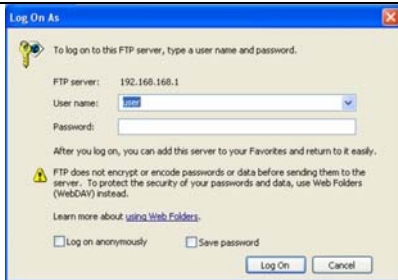 Log On As
To log on to this FTP server, type a user name and password.
FTP server: 192.168.168.1
User name: user
Password:
After you log on, you can add this server to your Favorites and return to it easily.
FTP does not encrypt or encode passwords or data before sending them to the
server. To protect the security of your passwords and data, use Web Folders
(WebDAV) instead.
Learn more about using Web Folders.
Log on anonymously Save password
Log On Cancel